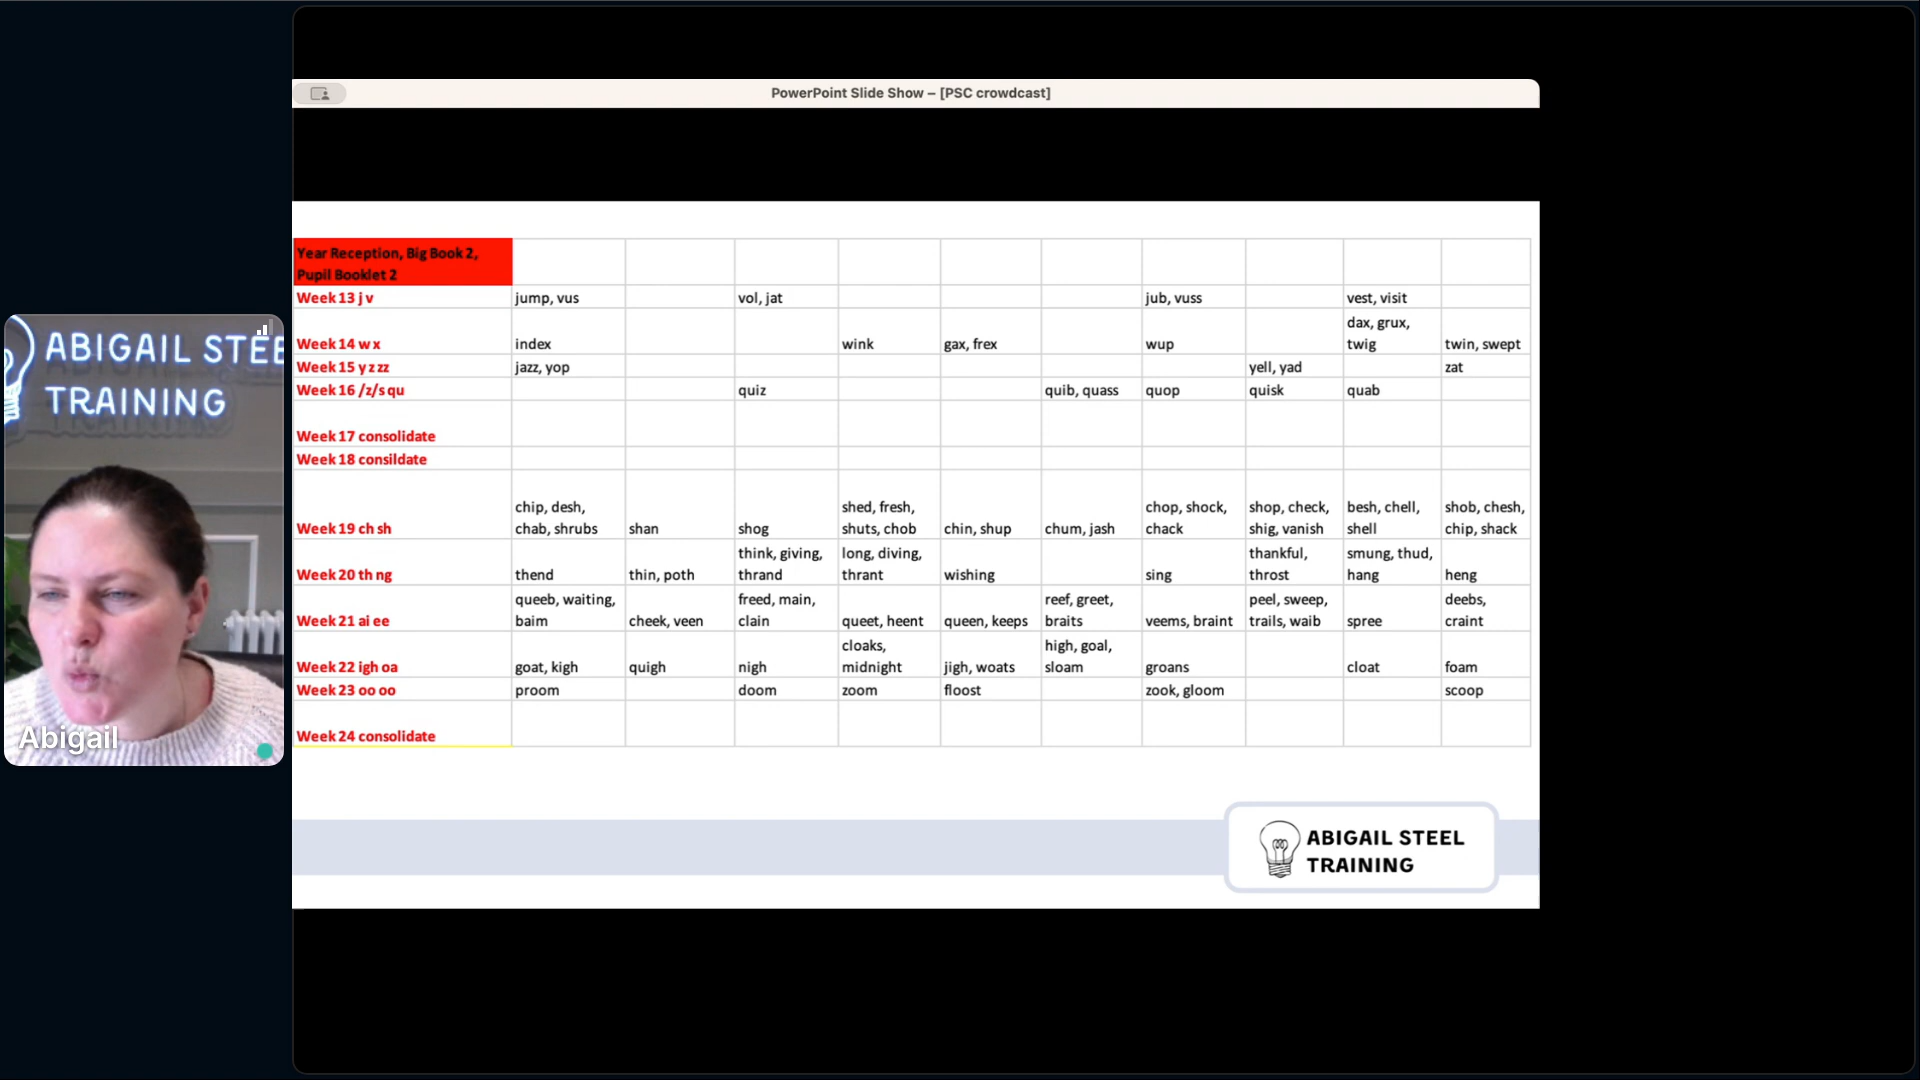 PowerPoint Slide Show – [PSC crowdcast]
Year Reception, Big Book 2,
Pupil Booklet 2
Week 13 j v jump, vus vol, jat jub, vuss vest, visit
dax, grux,
Week 14 w x index wink gax, frex wup twig twin, swept
Week 15 y z zz jazz, yop yell, yad zat
Week 16 /z/s qu quiz quib, quass quop quisk quab
Week 17 consolidate
Week 18 consildate
chip, desh, shed, fresh, chop, shock, shop, check, besh, chell, shob, chesh,
Week 19 ch sh chab, shrubs shan shog shuts, chob chin, shup chum, jash chack shig, vanish shell chip, shack
think, giving, long, diving, thankful, smung, thud,
Week 20 th ng thend thin, poth thrand thrant wishing sing throst hang heng
queeb, waiting, freed, main, reef, greet, peel, sweep, deebs,
Week 21 ai ee baim cheek, veen clain queet, heent queen, keeps braits veems, braint trails, waib spree craint
cloaks, high, goal,
Week 22 igh oa goat, kigh quigh nigh midnight jigh, woats sloam groans cloat foam
Week 23 oo oo proom doom zoom floost zook, gloom scoop
Week 24 consolidate
ABIGAIL STEEL
TRAINING
ABIGAIL STEE
TRAINING
Abigail